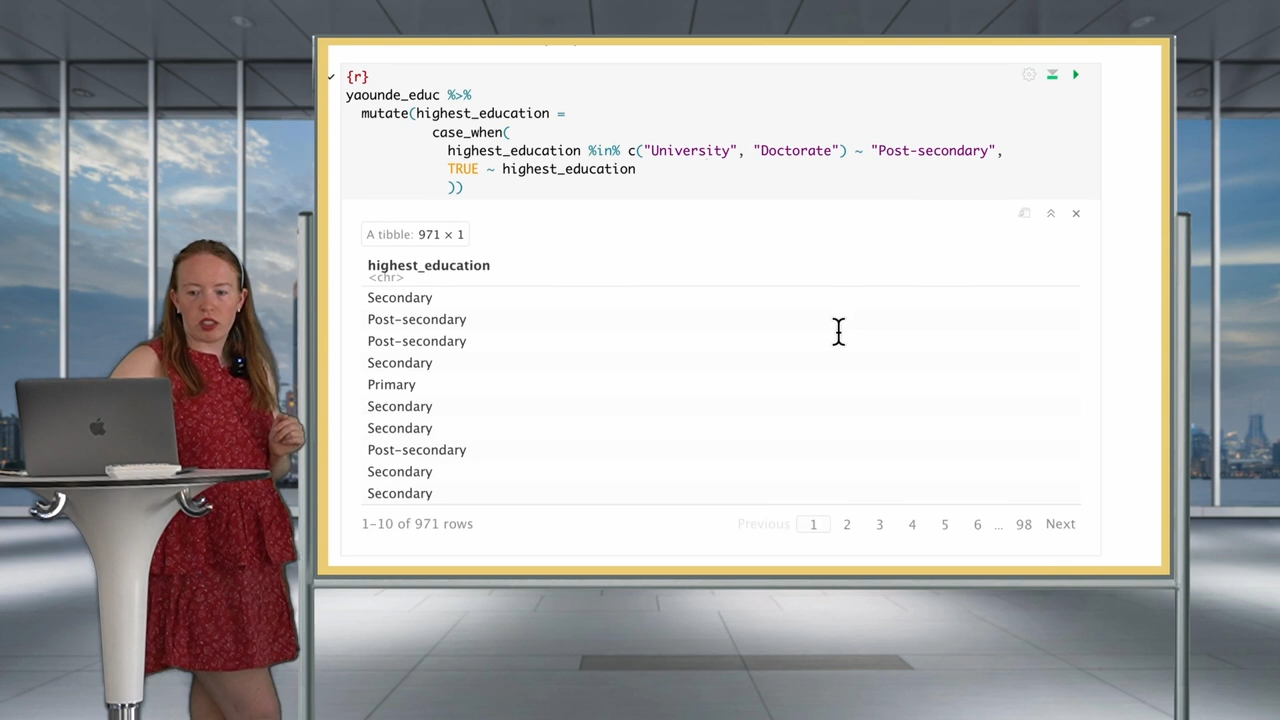 {r}
yaounde_educ %>%
mutate(highest_education =
case_when(
highest_education %in% c("University", "Doctorate") ~ "Post-secondary",
TRUE ~ highest_education
))
A tibble: 971 × 1
highest_education
<chr>
Secondary
Post-secondary
Post-secondary
Secondary
Primary
Secondary
Secondary
Post-secondary
Secondary
Secondary
1-10 of 971 rows Previous 1 2 3 4 5 6 ... 98 Next